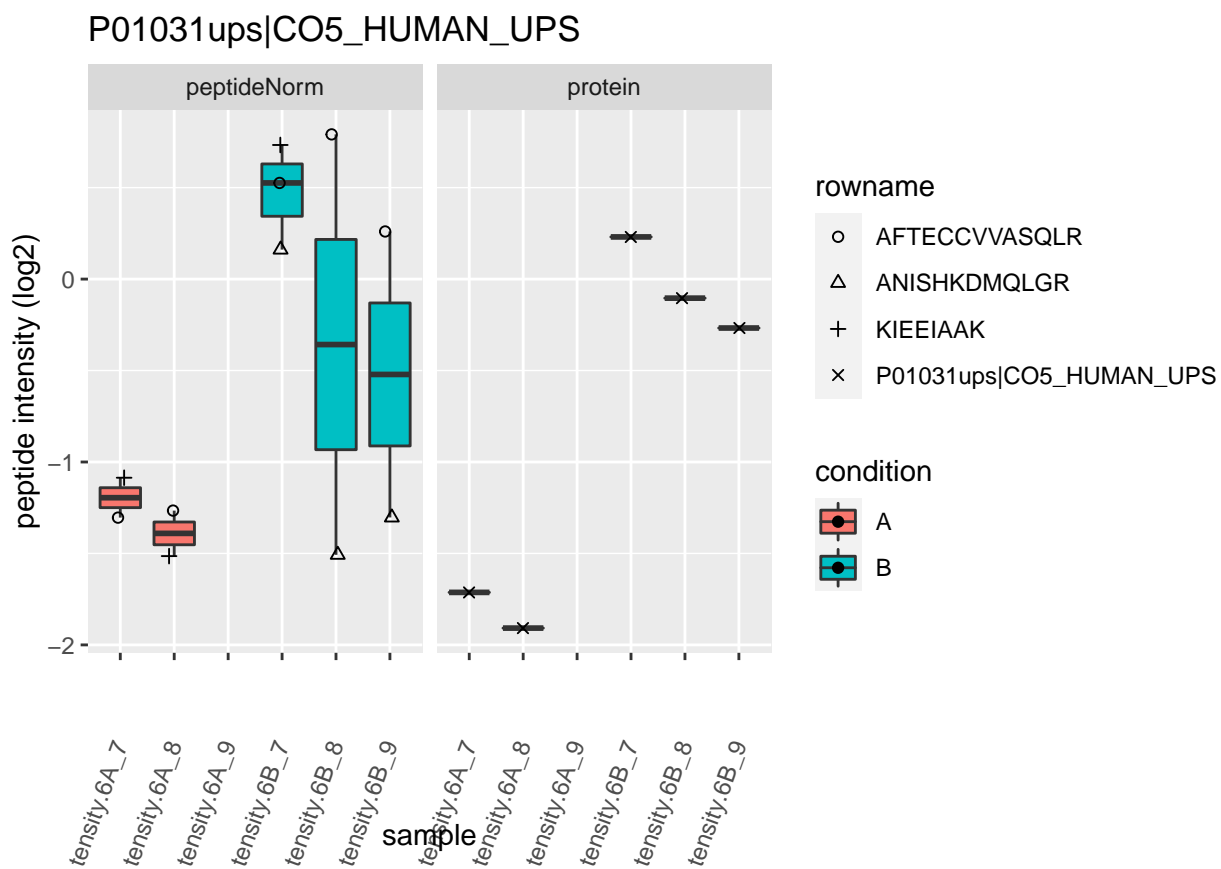 P01031ups|CO5_HUMAN_UPS
peptideNorm
protein
peptide intensity (log2)
0
−1
−2
tensity.6A_7
tensity.6A_8
tensity.6A_9
tensity.6B_7
tensity.6B_8
tensity.6B_9
tensity.6A_7
tensity.6A_8
tensity.6A_9
tensity.6B_7
tensity.6B_8
tensity.6B_9
sample
rowname
AFTECCVVASQLR
ANISHKDMQLGR
KIEEIAAK
P01031ups|CO5_HUMAN_UPS
condition
A
B